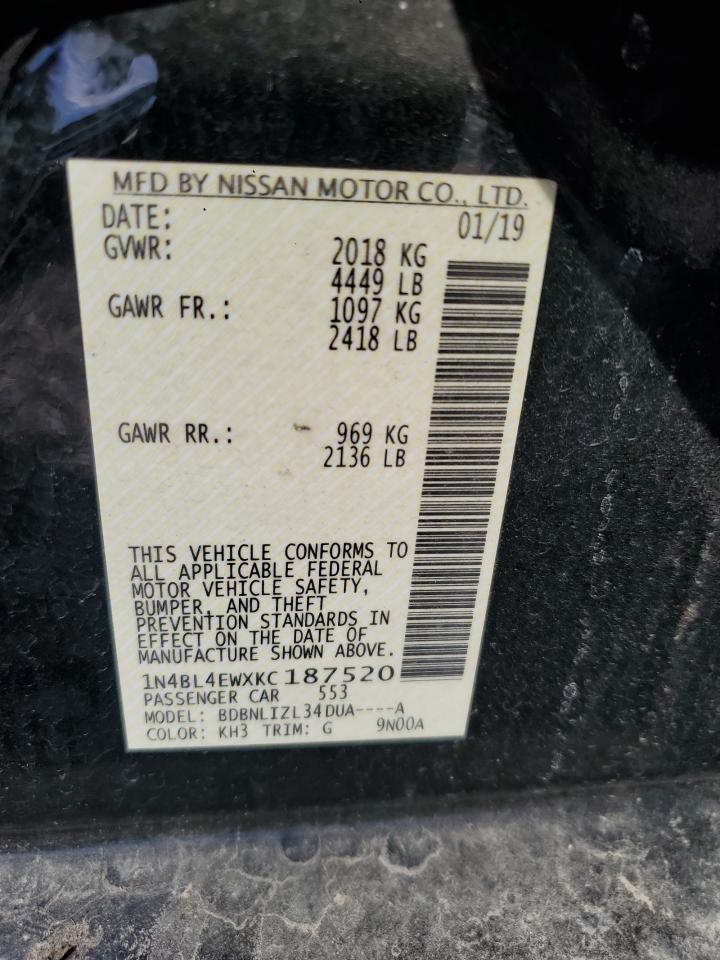 MFD BY NISSAN MOTOR CO., LTD.
DATE: 01/19
GVWR: 2018 KG
4449 LB
GAWR FR.: 1097 KG
2418 LB
GAWR RR.: 969 KG
2136 LB
THIS VEHICLE CONFORMS TO
ALL APPLICABLE FEDERAL
MOTOR VEHICLE SAFETY,
BUMPER, AND THEFT
PREVENTION STANDARDS IN
EFFECT ON THE DATE OF
MANUFACTURE SHOWN ABOVE.
1N4BL4EWXKC187520
PASSENGER CAR 553
MODEL: BDBNLIZL34DUA----A
COLOR: KH3 TRIM: G 9N00A